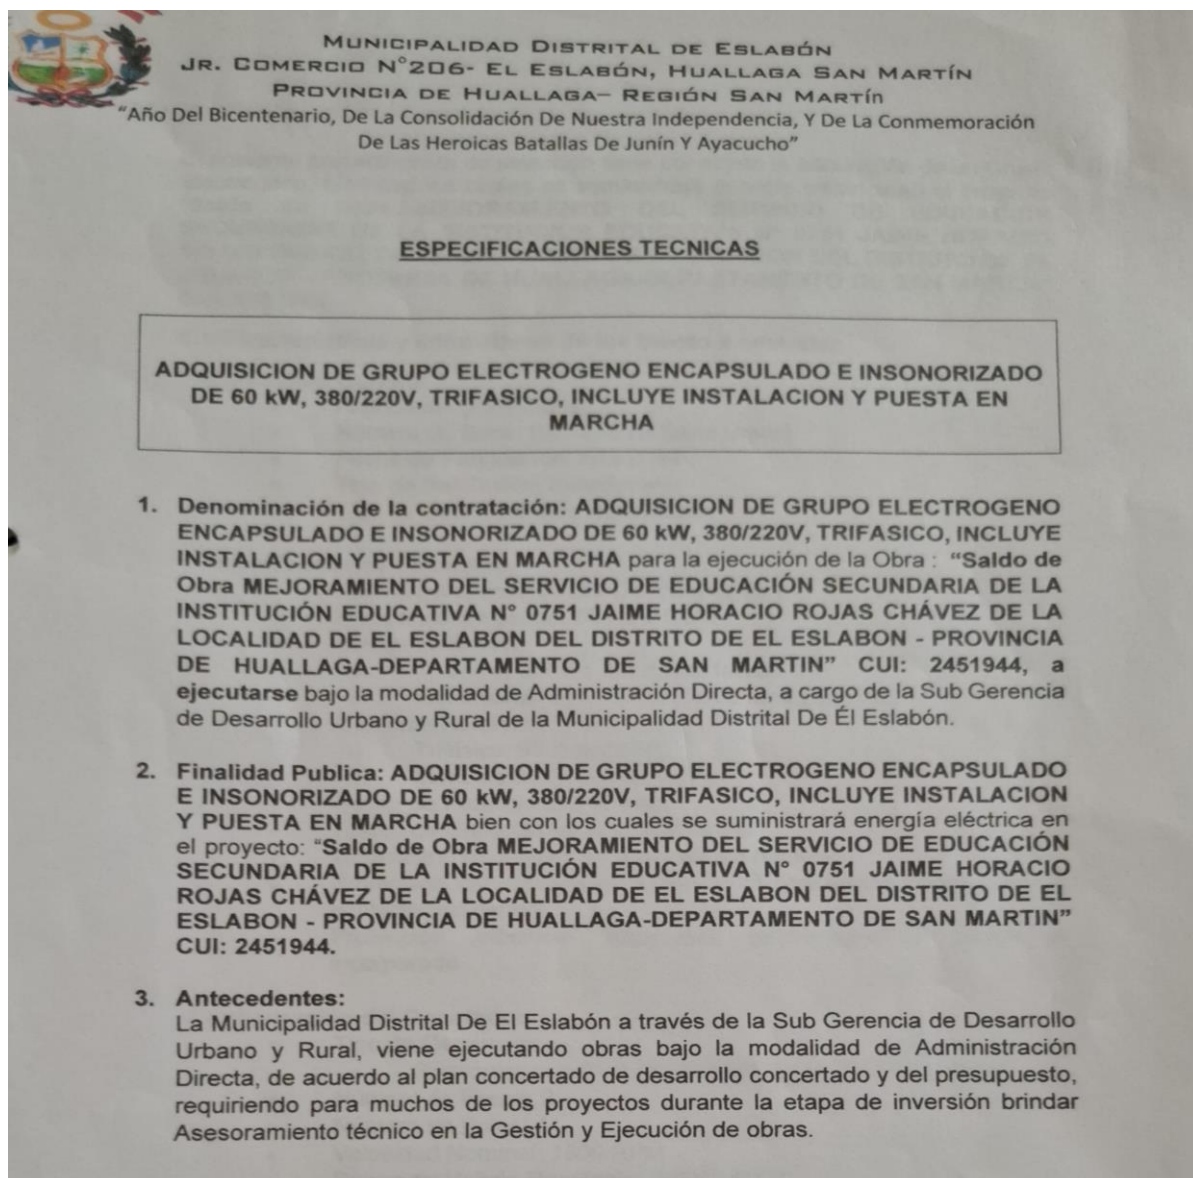 MUNICIPALIDAD DISTRITAL DE ESLABÓN
JR. COMERCIO N°206- EL ESLABÓN, HUALLAGA SAN MARTÍN
PROVINCIA DE HUALLAGA– REGIÓN SAN MARTÍn
“Año Del Bicentenario, De La Consolidación De Nuestra Independencia, Y De La Conmemoración
De Las Heroicas Batallas De Junín Y Ayacucho”
ESPECIFICACIONES TECNICAS
ADQUISICION DE GRUPO ELECTROGENO ENCAPSULADO E INSONORIZADO
DE 60 kW, 380/220V, TRIFASICO, INCLUYE INSTALACION Y PUESTA EN
MARCHA
1. Denominación de la contratación: ADQUISICION DE GRUPO ELECTROGENO
ENCAPSULADO E INSONORIZADO DE 60 kW, 380/220V, TRIFASICO, INCLUYE
INSTALACION Y PUESTA EN MARCHA para la ejecución de la Obra : “Saldo de
Obra MEJORAMIENTO DEL SERVICIO DE EDUCACIÓN SECUNDARIA DE LA
INSTITUCIÓN EDUCATIVA N° 0751 JAIME HORACIO ROJAS CHÁVEZ DE LA
LOCALIDAD DE EL ESLABON DEL DISTRITO DE EL ESLABON - PROVINCIA
DE HUALLAGA-DEPARTAMENTO DE SAN MARTIN” CUI: 2451944, a
ejecutarse bajo la modalidad de Administración Directa, a cargo de la Sub Gerencia
de Desarrollo Urbano y Rural de la Municipalidad Distrital De Él Eslabón.
2. Finalidad Publica: ADQUISICION DE GRUPO ELECTROGENO ENCAPSULADO
E INSONORIZADO DE 60 kW, 380/220V, TRIFASICO, INCLUYE INSTALACION
Y PUESTA EN MARCHA bien con los cuales se suministrará energía eléctrica en
el proyecto: “Saldo de Obra MEJORAMIENTO DEL SERVICIO DE EDUCACIÓN
SECUNDARIA DE LA INSTITUCIÓN EDUCATIVA N° 0751 JAIME HORACIO
ROJAS CHÁVEZ DE LA LOCALIDAD DE EL ESLABON DEL DISTRITO DE EL
ESLABON - PROVINCIA DE HUALLAGA-DEPARTAMENTO DE SAN MARTIN”
CUI: 2451944.
3. Antecedentes:
La Municipalidad Distrital De El Eslabón a través de la Sub Gerencia de Desarrollo
Urbano y Rural, viene ejecutando obras bajo la modalidad de Administración
Directa, de acuerdo al plan concertado de desarrollo concertado y del presupuesto,
requiriendo para muchos de los proyectos durante la etapa de inversión brindar
Asesoramiento técnico en la Gestión y Ejecución de obras.